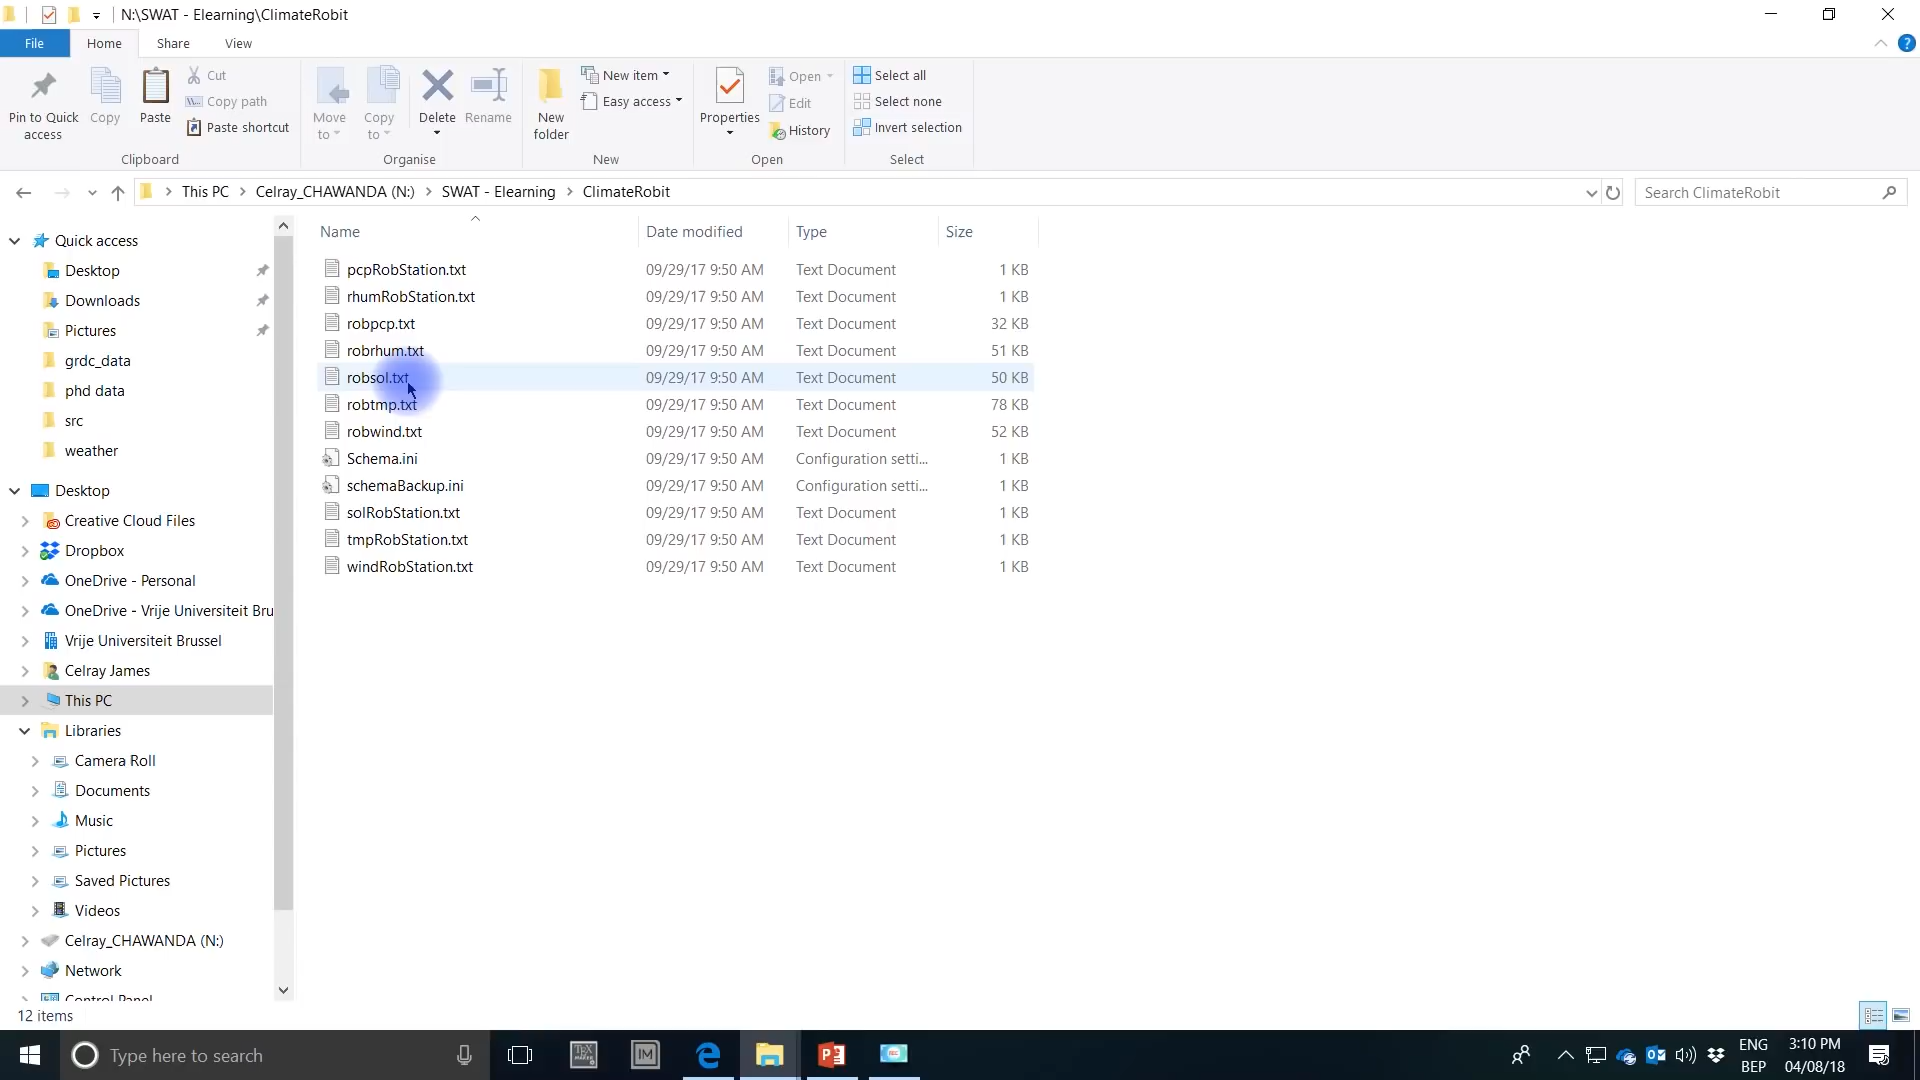 N:\SWAT - Elearning\ClimateRobit
File Home Share View
Pin to Quick access
Copy
Paste
Cut
Copy path
Paste shortcut
Clipboard
Move to
Copy to
Delete
Rename
Organise
New folder
New item
Easy access
New
Properties
Open
Edit
History
Open
Select all
Select none
Invert selection
Select
This PC > Celray_CHAWANDA (N:) > SWAT - Elearning > ClimateRobit
Search ClimateRobit
Quick access
Desktop
Downloads
Pictures
grdc_data
phd data
src
weather
Desktop
Creative Cloud Files
Dropbox
OneDrive - Personal
OneDrive - Vrije Universiteit Bru
Vrije Universiteit Brussel
Celray James
This PC
Libraries
Camera Roll
Documents
Music
Pictures
Saved Pictures
Videos
Celray_CHAWANDA (N:)
Network
Control Panel
Name Date modified Type Size
pcpRobStation.txt 09/29/17 9:50 AM Text Document 1 KB
rhumRobStation.txt 09/29/17 9:50 AM Text Document 1 KB
robpcp.txt 09/29/17 9:50 AM Text Document 32 KB
robrhum.txt 09/29/17 9:50 AM Text Document 51 KB
robsol.txt 09/29/17 9:50 AM Text Document 50 KB
robtmp.txt 09/29/17 9:50 AM Text Document 78 KB
robwind.txt 09/29/17 9:50 AM Text Document 52 KB
Schema.ini 09/29/17 9:50 AM Configuration setti... 1 KB
schemaBackup.ini 09/29/17 9:50 AM Configuration setti... 1 KB
solRobStation.txt 09/29/17 9:50 AM Text Document 1 KB
tmpRobStation.txt 09/29/17 9:50 AM Text Document 1 KB
windRobStation.txt 09/29/17 9:50 AM Text Document 1 KB
12 items
Type here to search
ENG
BEP
3:10 PM
04/08/18